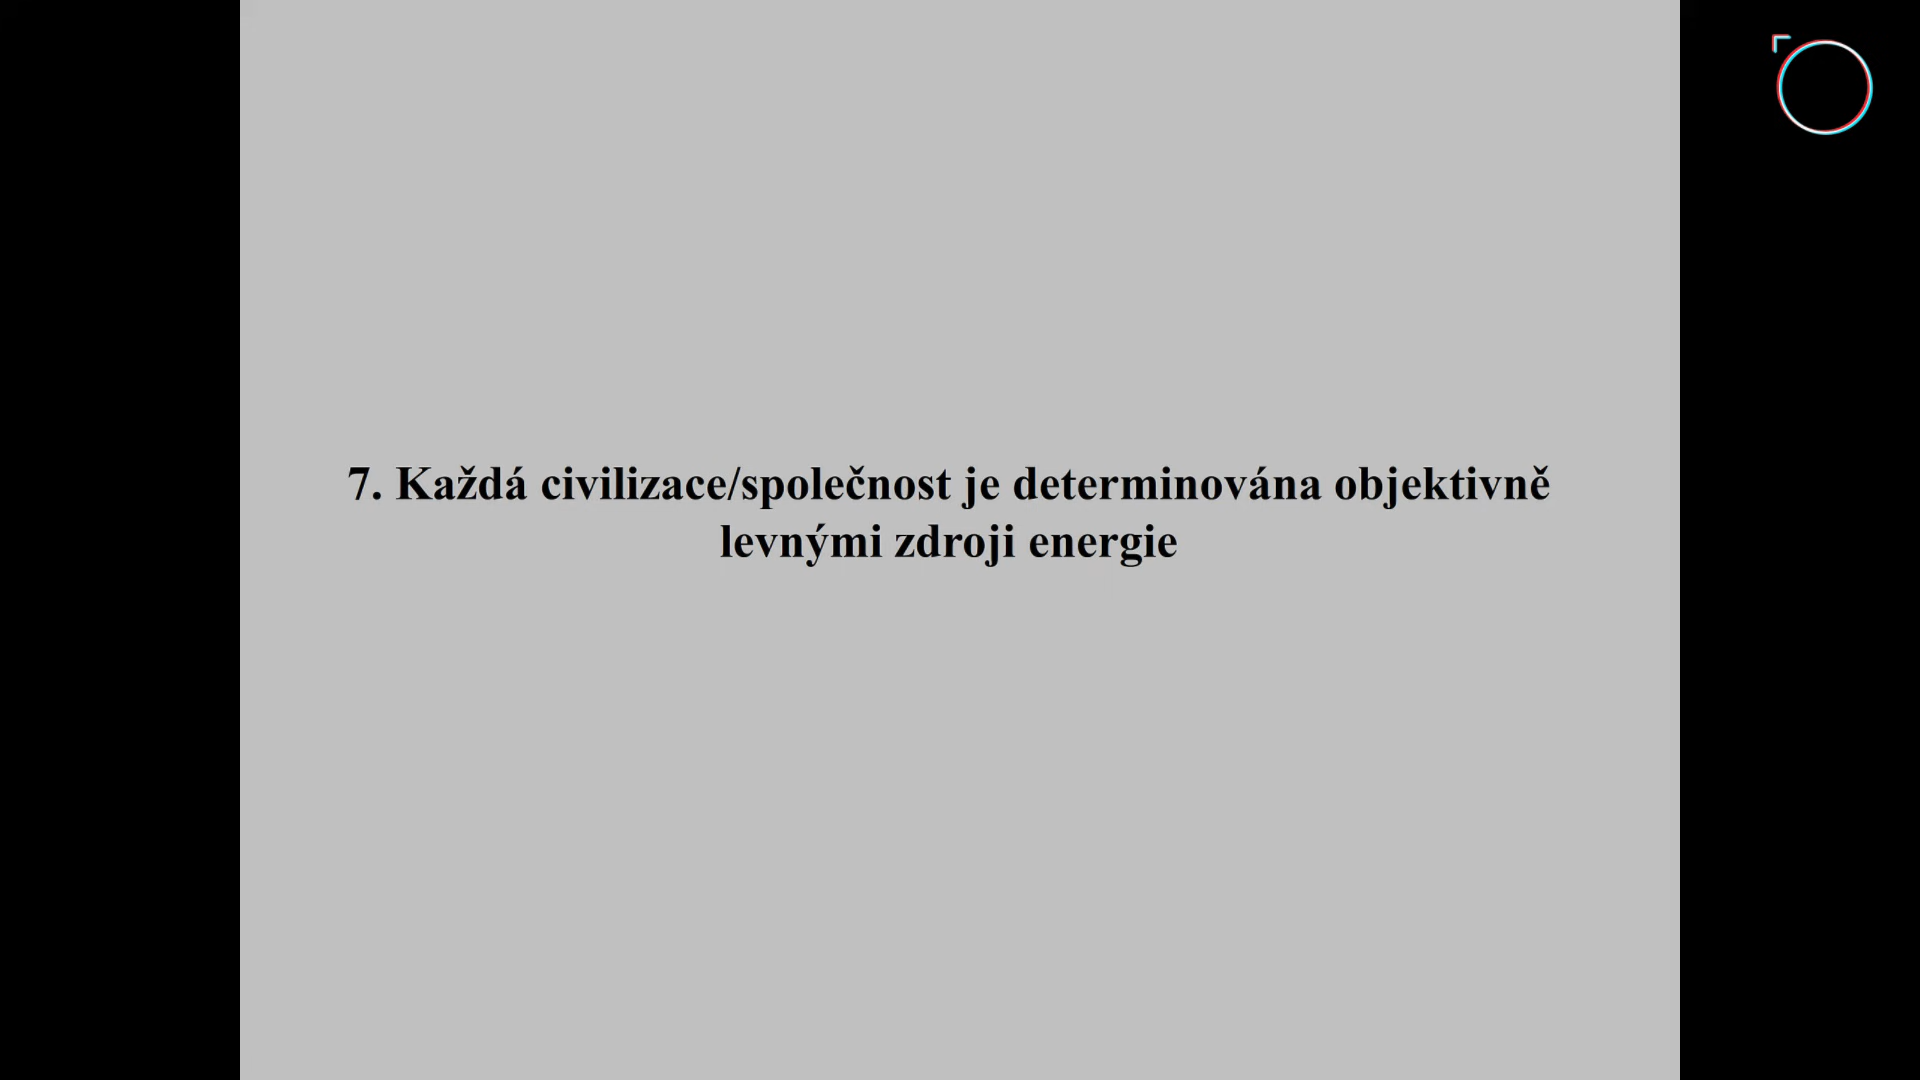 7. Každá civilizace/společnost je determinována objektivně
levnými zdroji energie